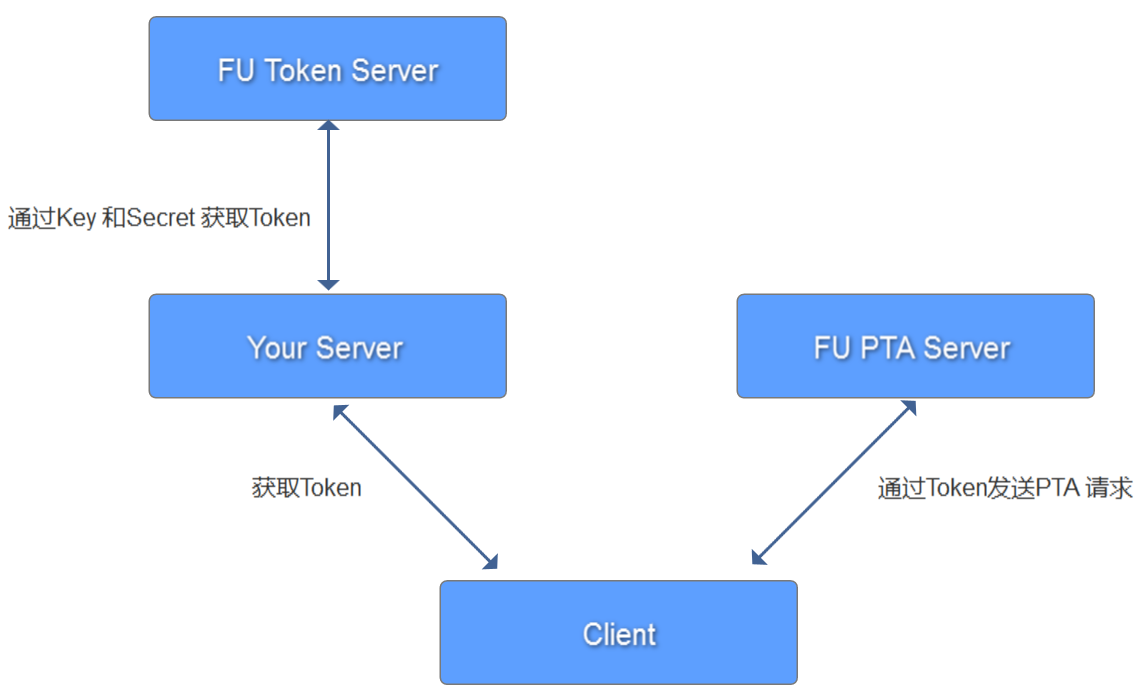 FU Token Server
通过Key 和Secret 获取Token
Your Server
FU PTA Server
获取Token
通过Token发送PTA 请求
Client